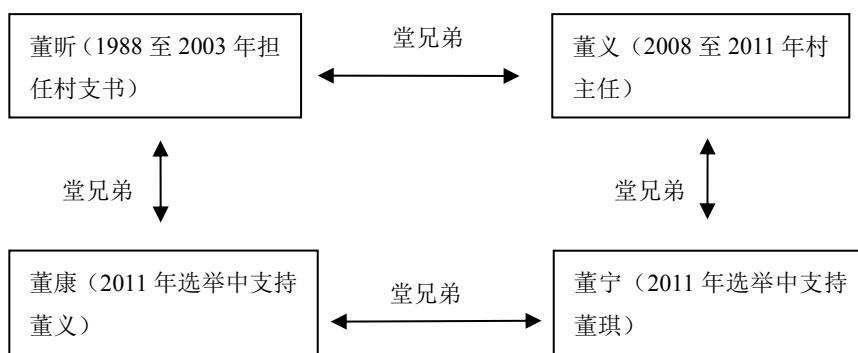 堂兄弟
董昕（1988 至 2003 年担
任村支书）
董义（2008 至 2011 年村
主任）
堂兄弟
堂兄弟
董康（2011 年选举中支持
董义）
堂兄弟
董宁（2011 年选举中支持
董琪）